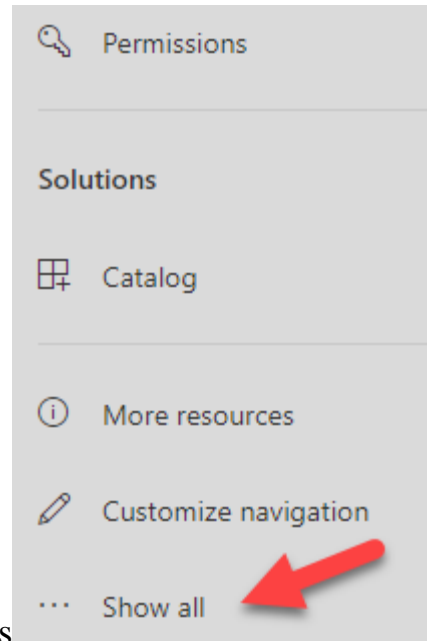 Permissions
Solutions
Catalog
More resources
Customize navigation
... Show all
s